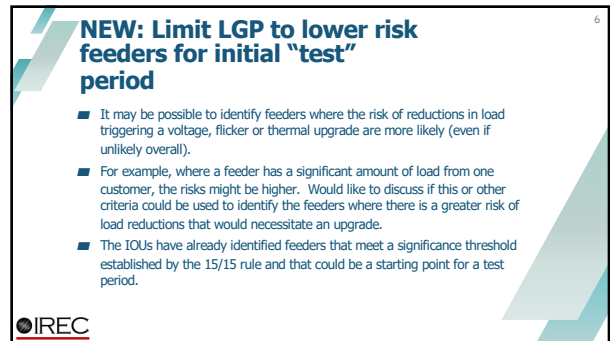 6
NEW: Limit LGP to lower risk
feeders for initial “test”
period
It may be possible to identify feeders where the risk of reductions in load
triggering a voltage, flicker or thermal upgrade are more likely (even if
unlikely overall).
For example, where a feeder has a significant amount of load from one
customer, the risks might be higher.  Would like to discuss if this or other
criteria could be used to identify the feeders where there is a greater risk of
load reductions that would necessitate an upgrade.
The IOUs have already identified feeders that meet a significance threshold
established by the 15/15 rule and that could be a starting point for a test
period.
IREC